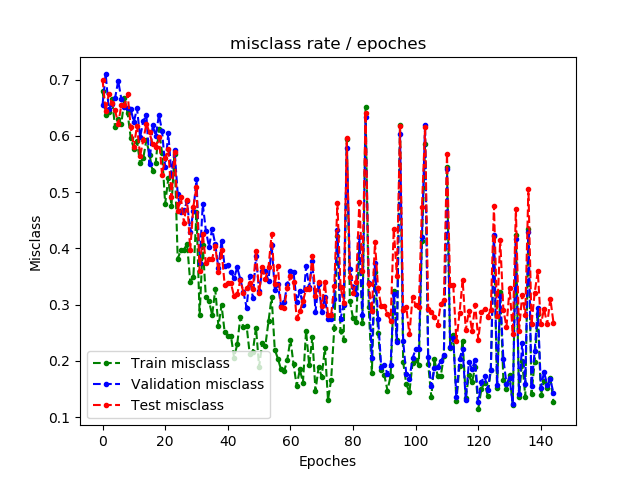 misclass rate / epoches
Misclass
0.7
0.6
0.5
0.4
0.3
0.2
0.1
Train misclass
Validation misclass
Test misclass
0 20 40 60 80 100 120 140
Epoches